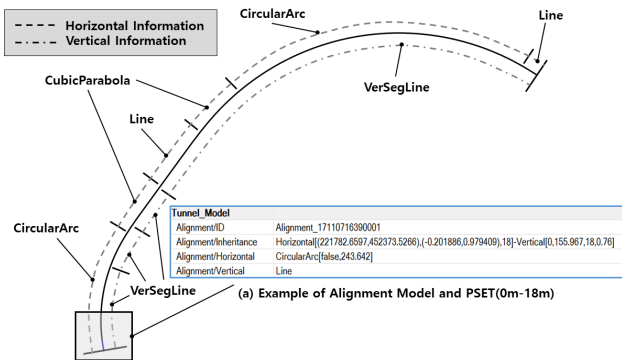 Horizontal Information
Vertical Information
CircularArc
Line
CubicParabola
VerSegLine
Line
CircularArc
Tunnel_Model
Alignment/ID Alignment_17110716390001
Alignment/Inheritance Horizontal[(221782.6597,452373.5266),(-0.201886,0.979409),18]-Vertical[0,155.967,18,0.76]
Alignment/Horizontal CircularArc[false,243.642]
Alignment/Vertical Line
VerSegLine
(a) Example of Alignment Model and PSET(0m-18m)